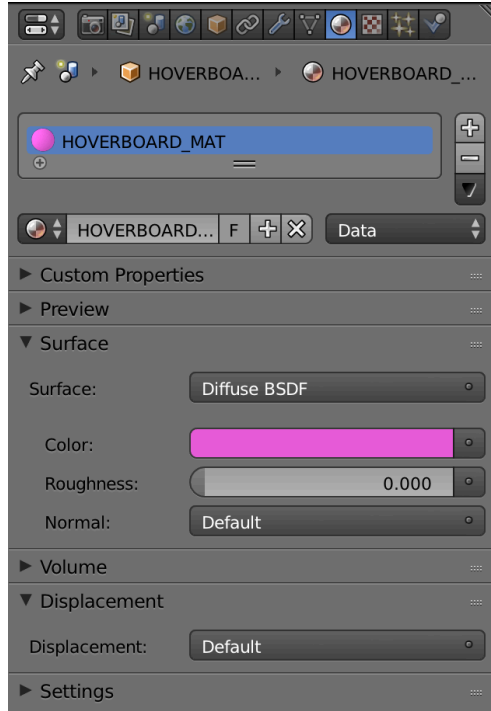 HOVERBOA... HOVERBOARD_...
HOVERBOARD_MAT
HOVERBOARD... F Data
Custom Properties
Preview
Surface
Surface: Diffuse BSDF
Color:
Roughness: 0.000
Normal: Default
Volume
Displacement
Displacement: Default
Settings